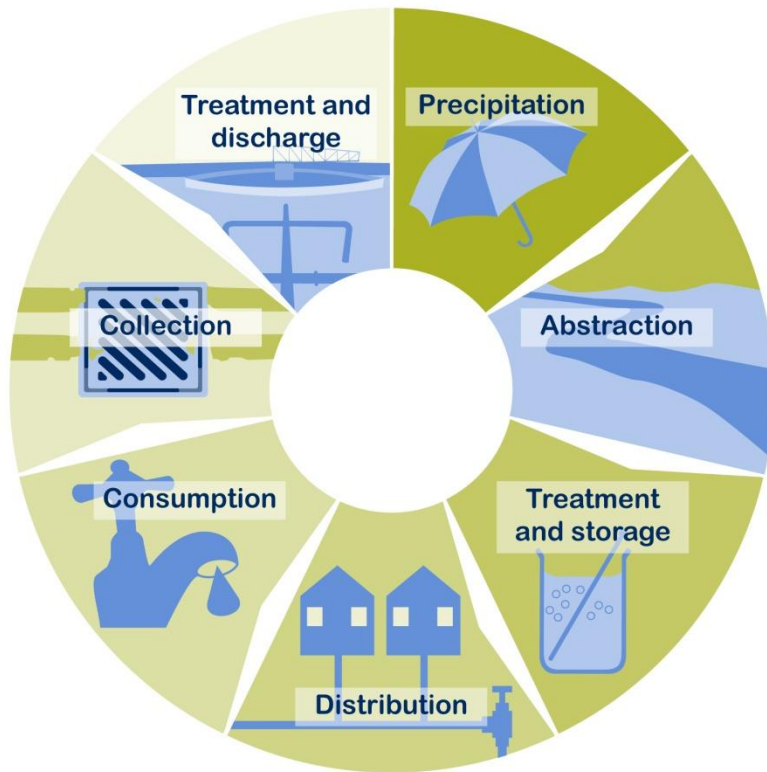 Precipitation
Abstraction
Treatment
and storage
Distribution
Consumption
Collection
Treatment and
discharge